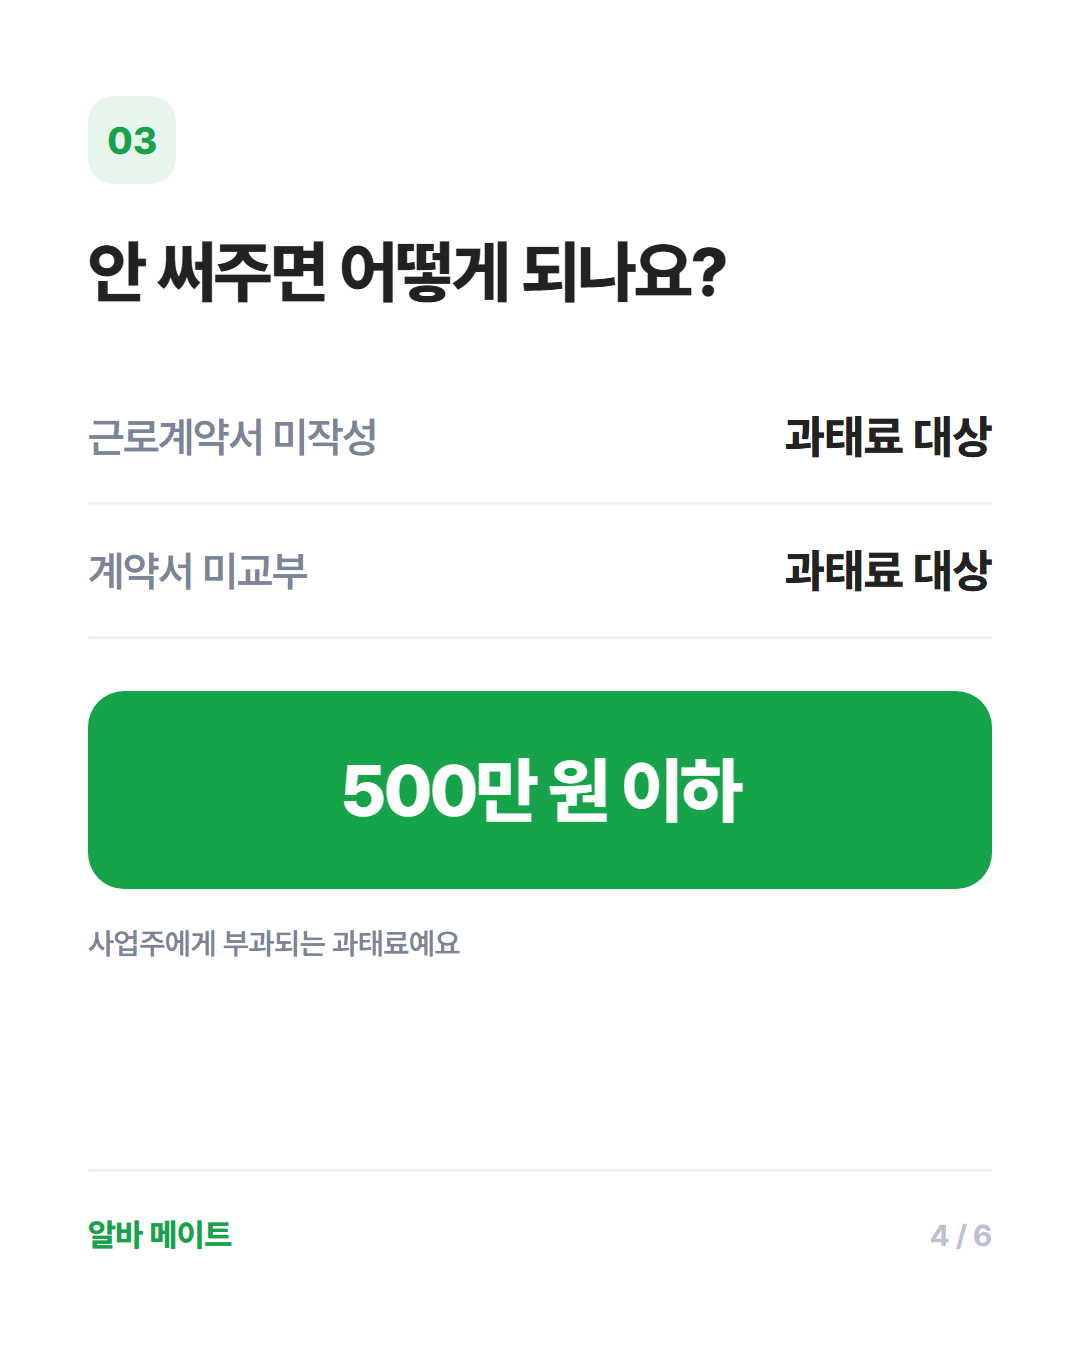 03
안 써주면 어떻게 되나요?
근로계약서 미작성 과태료 대상
계약서 미교부 과태료 대상
500만 원 이하
사업주에게 부과되는 과태료예요
알바 메이트 4 / 6